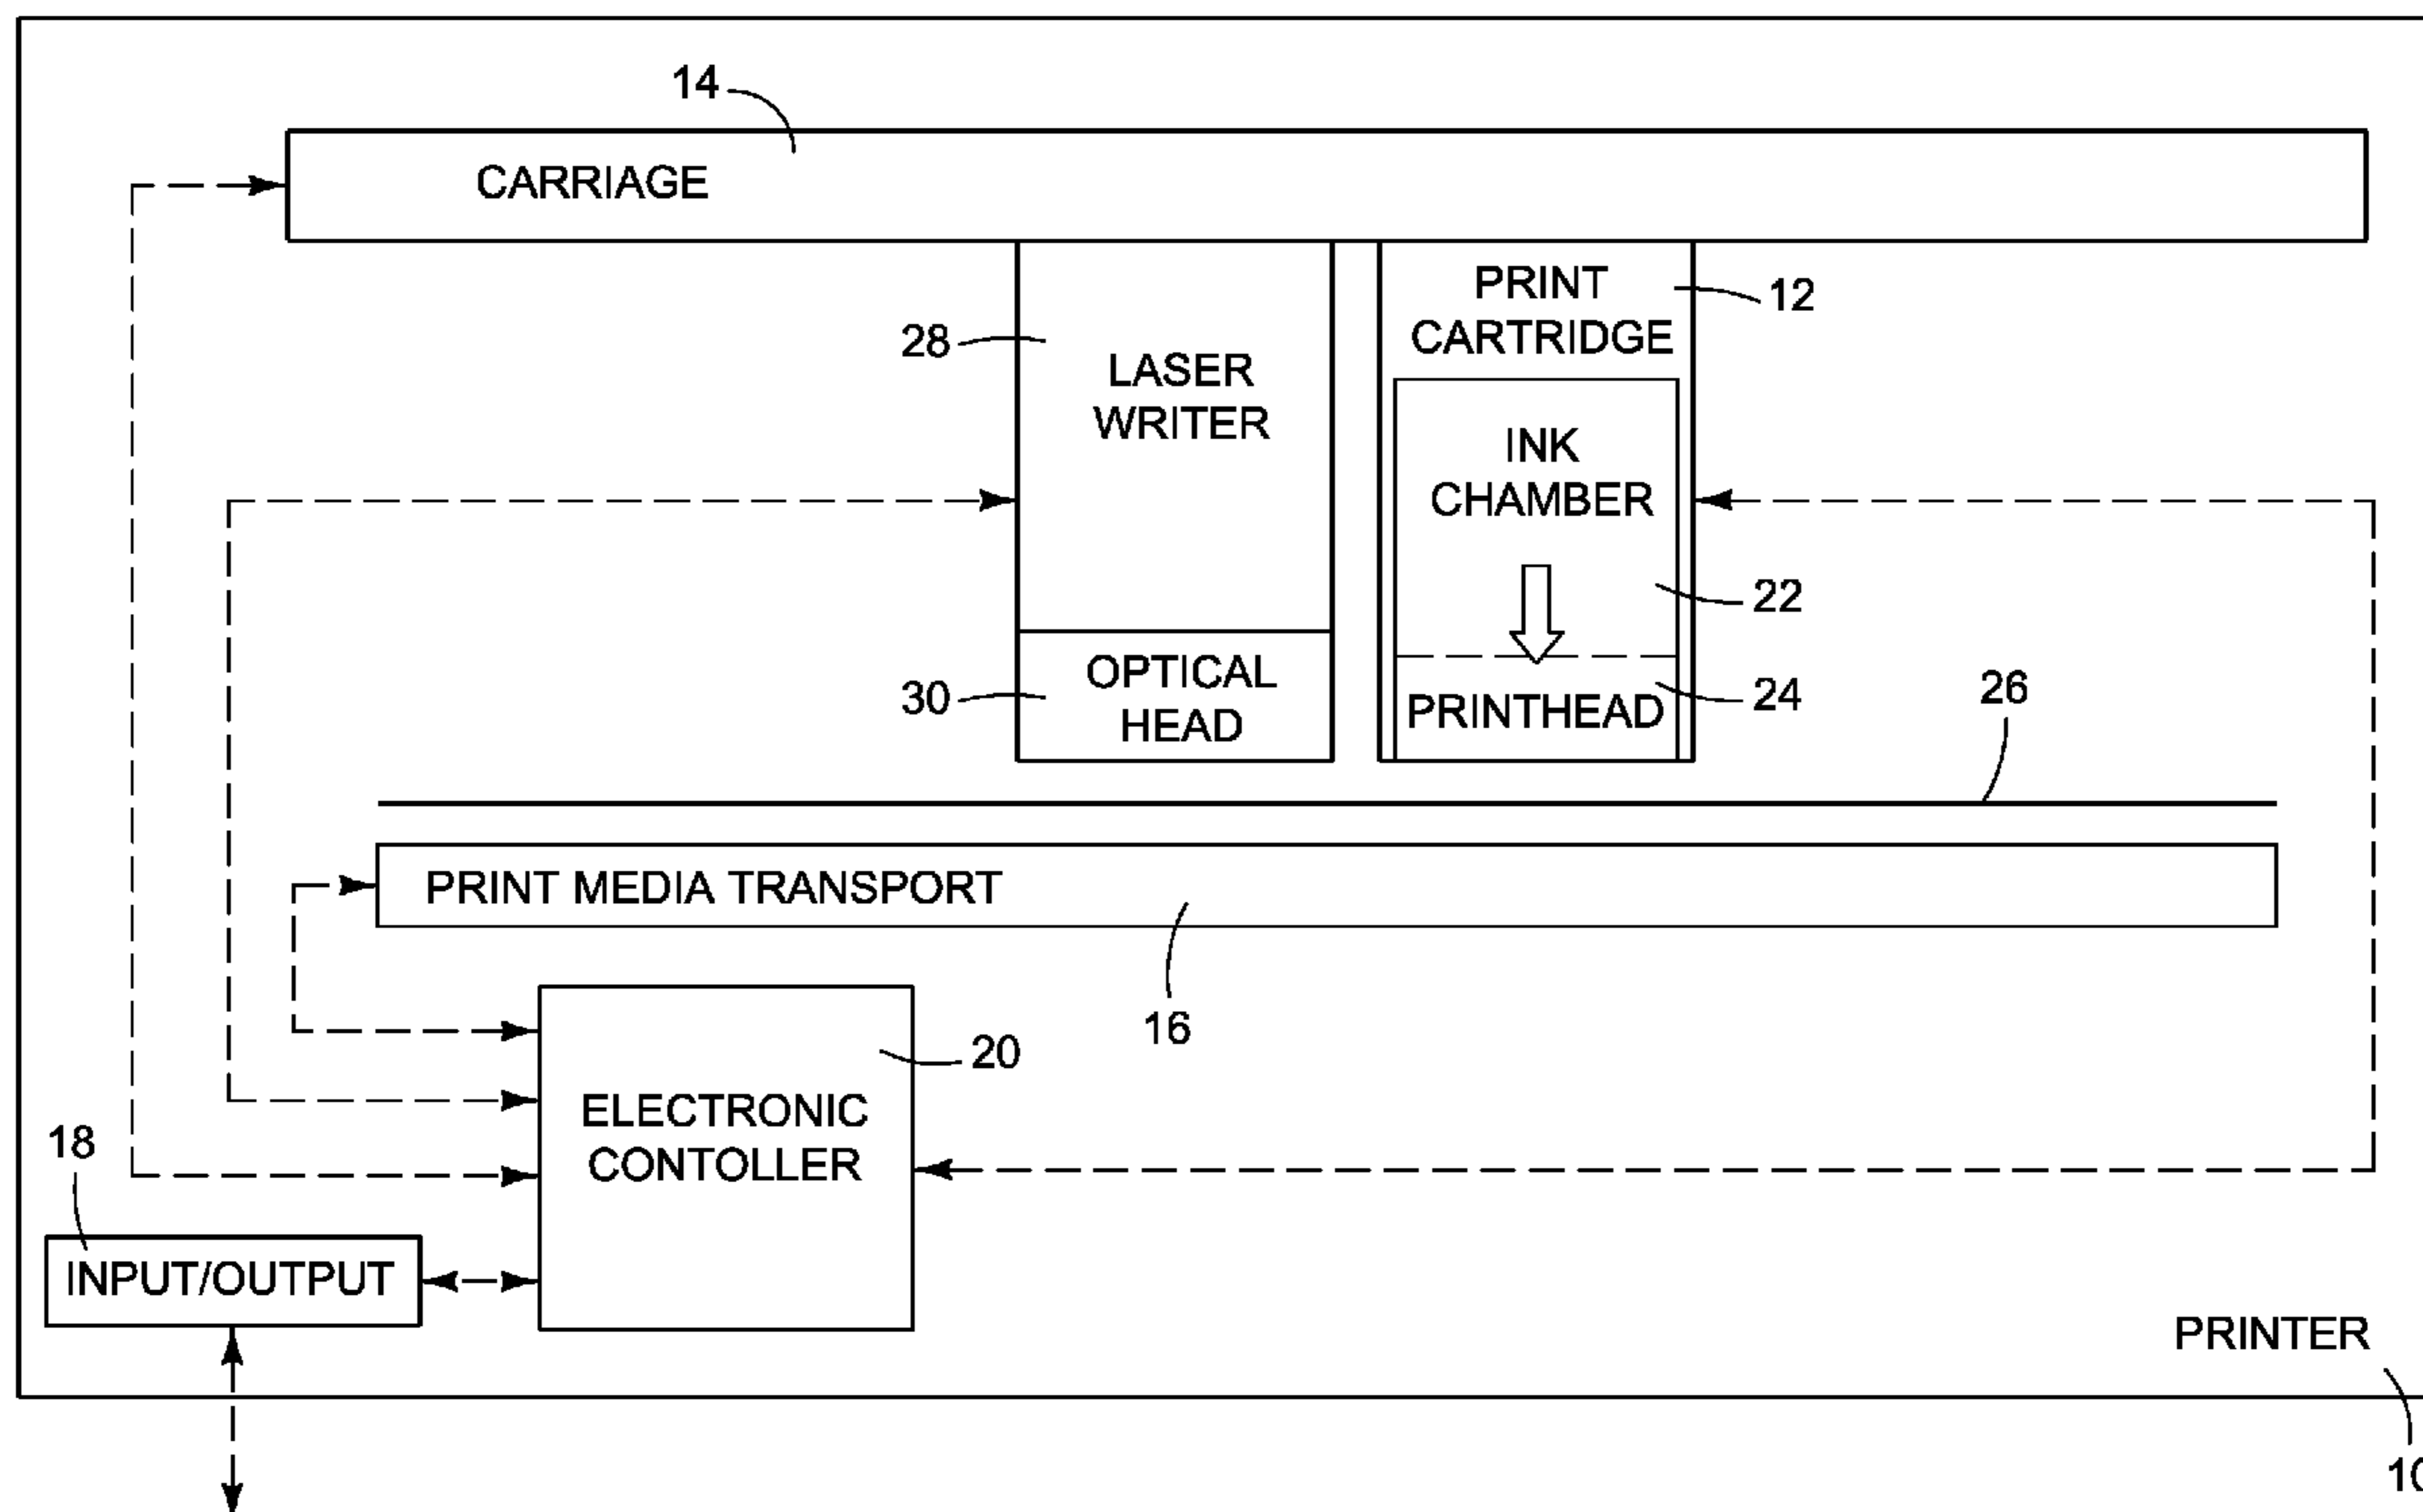 14
CARRIAGE
PRINT
CARTRIDGE
12
28
LASER
WRITER
INK
CHAMBER
22
OPTICAL
HEAD
30
PRINTHEAD
24
26
PRINT MEDIA TRANSPORT
16
20
ELECTRONIC
CONTOLLER
18
INPUT/OUTPUT
PRINTER
10